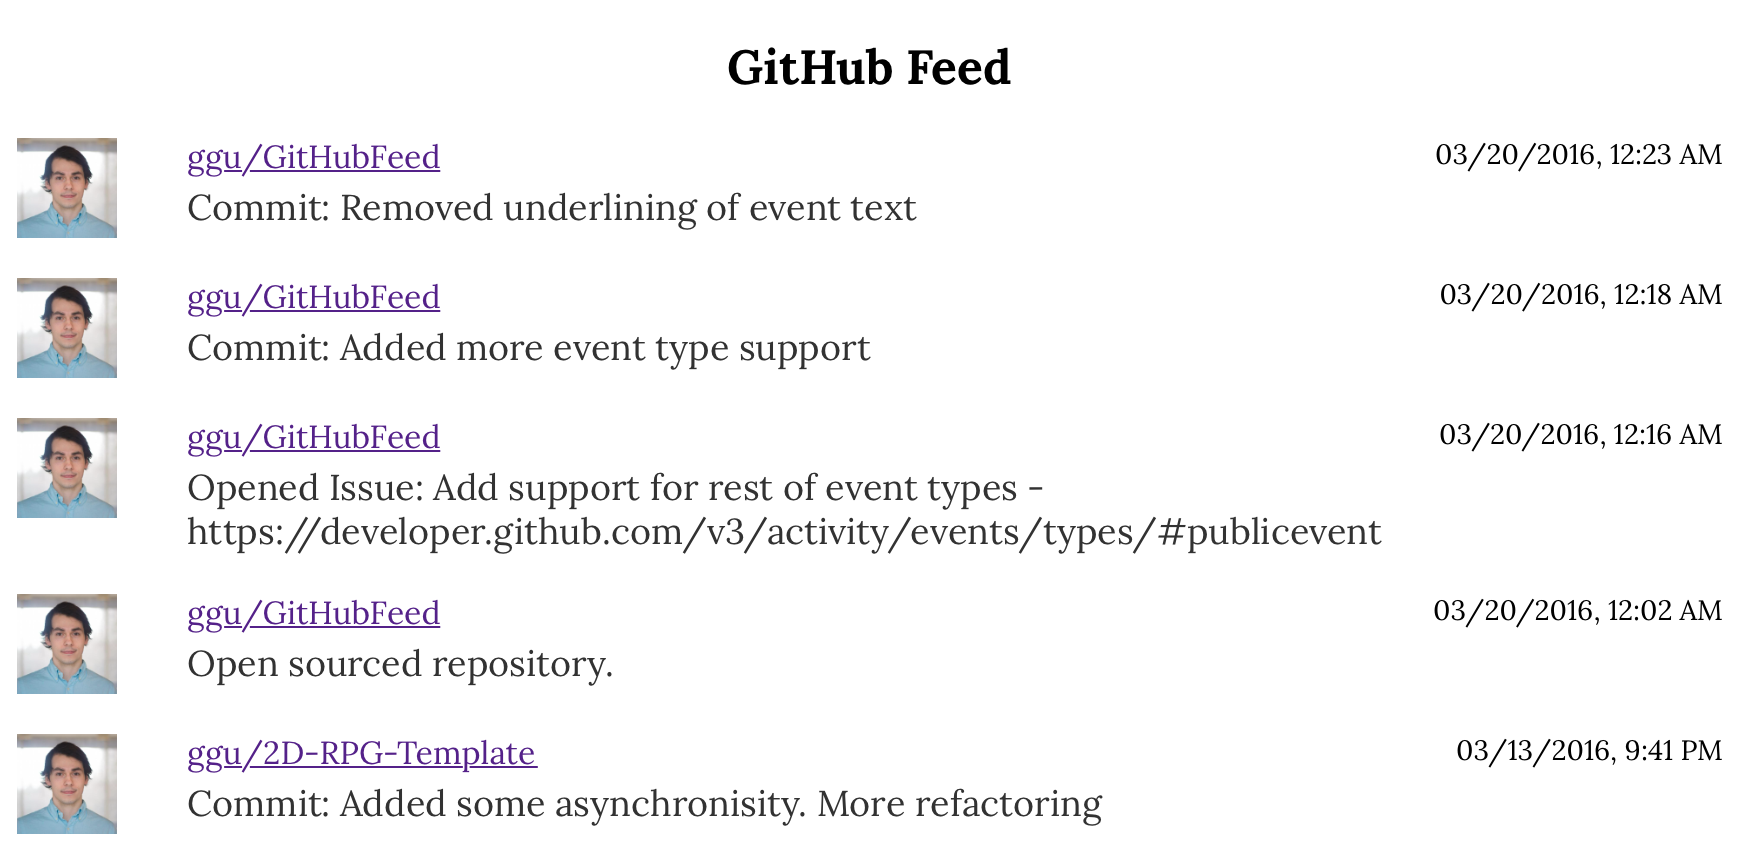 GitHub Feed
ggu/GitHubFeed
03/20/2016, 12:23 AM
Commit: Removed underlining of event text
ggu/GitHubFeed
03/20/2016, 12:18 AM
Commit: Added more event type support
ggu/GitHubFeed
03/20/2016, 12:16 AM
Opened Issue: Add support for rest of event types -
https://developer.github.com/v3/activity/events/types/#publicevent
ggu/GitHubFeed
03/20/2016, 12:02 AM
Open sourced repository.
ggu/2D-RPG-Template
03/13/2016, 9:41 PM
Commit: Added some asynchronisity. More refactoring